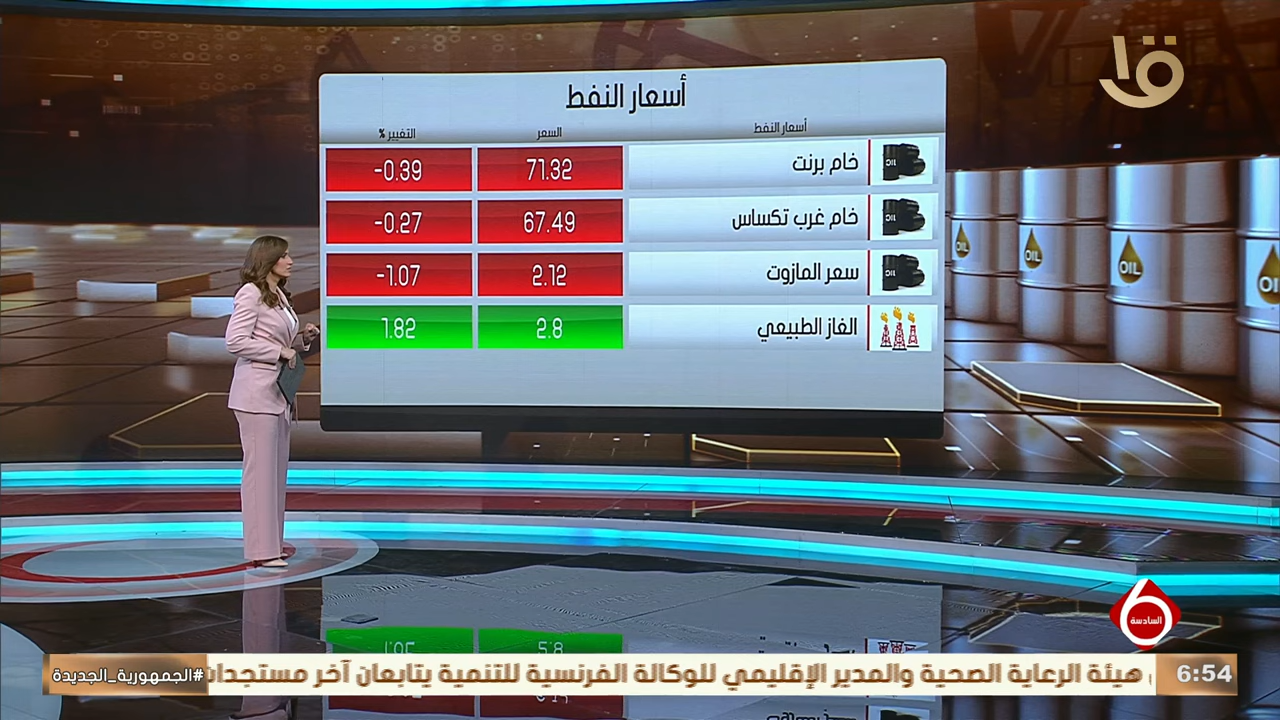 أسعار النفط
أسعار النفط السعر التغيير %
خام برنت 71.32 -0.39
خام غرب تكساس 67.49 -0.27
سعر المازوت 2.12 -1.07
الغاز الطبيعي 2.8 1.82
OIL
OIL
OIL
السادسة
6:54
هيئة الرعاية الصحية والمدير الإقليمي للوكالة الفرنسية للتنمية يتابعان آخر مستجدات
#الجمهورية_الجديدة